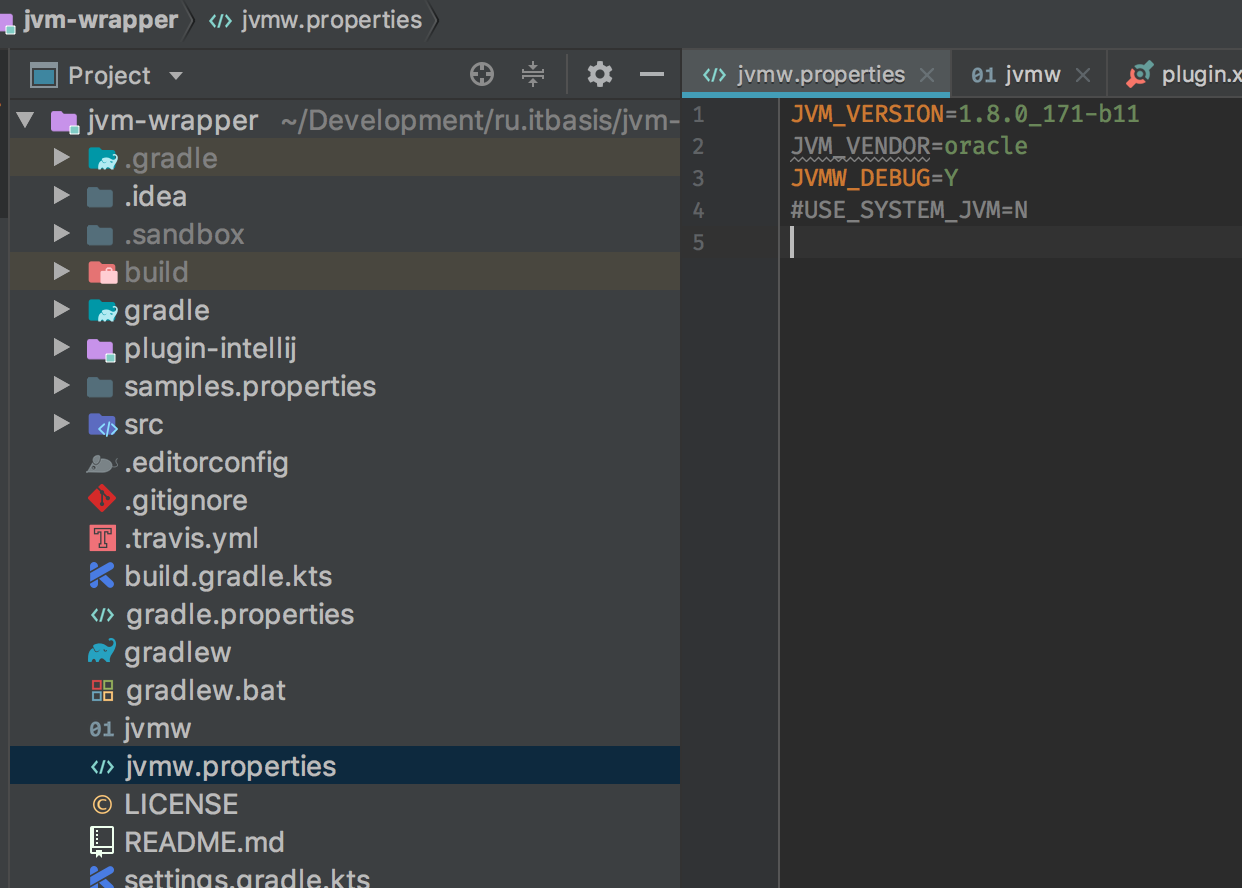 jvm-wrapper </> jvmw.properties
Project
</> jvmw.properties
01 jvmw
plugin.x
jvm-wrapper ~/Development/ru.itbasis/jvm-
.gradle
.idea
.sandbox
build
gradle
plugin-intellij
samples.properties
src
.editorconfig
.gitignore
.travis.yml
build.gradle.kts
</> gradle.properties
gradlew
gradlew.bat
01 jvmw
</> jvmw.properties
© LICENSE
README.md
settings.gradle.kts
1 JVM_VERSION=1.8.0_171-b11
2 JVM_VENDOR=oracle
3 JVMW_DEBUG=Y
4 #USE_SYSTEM_JVM=N
5